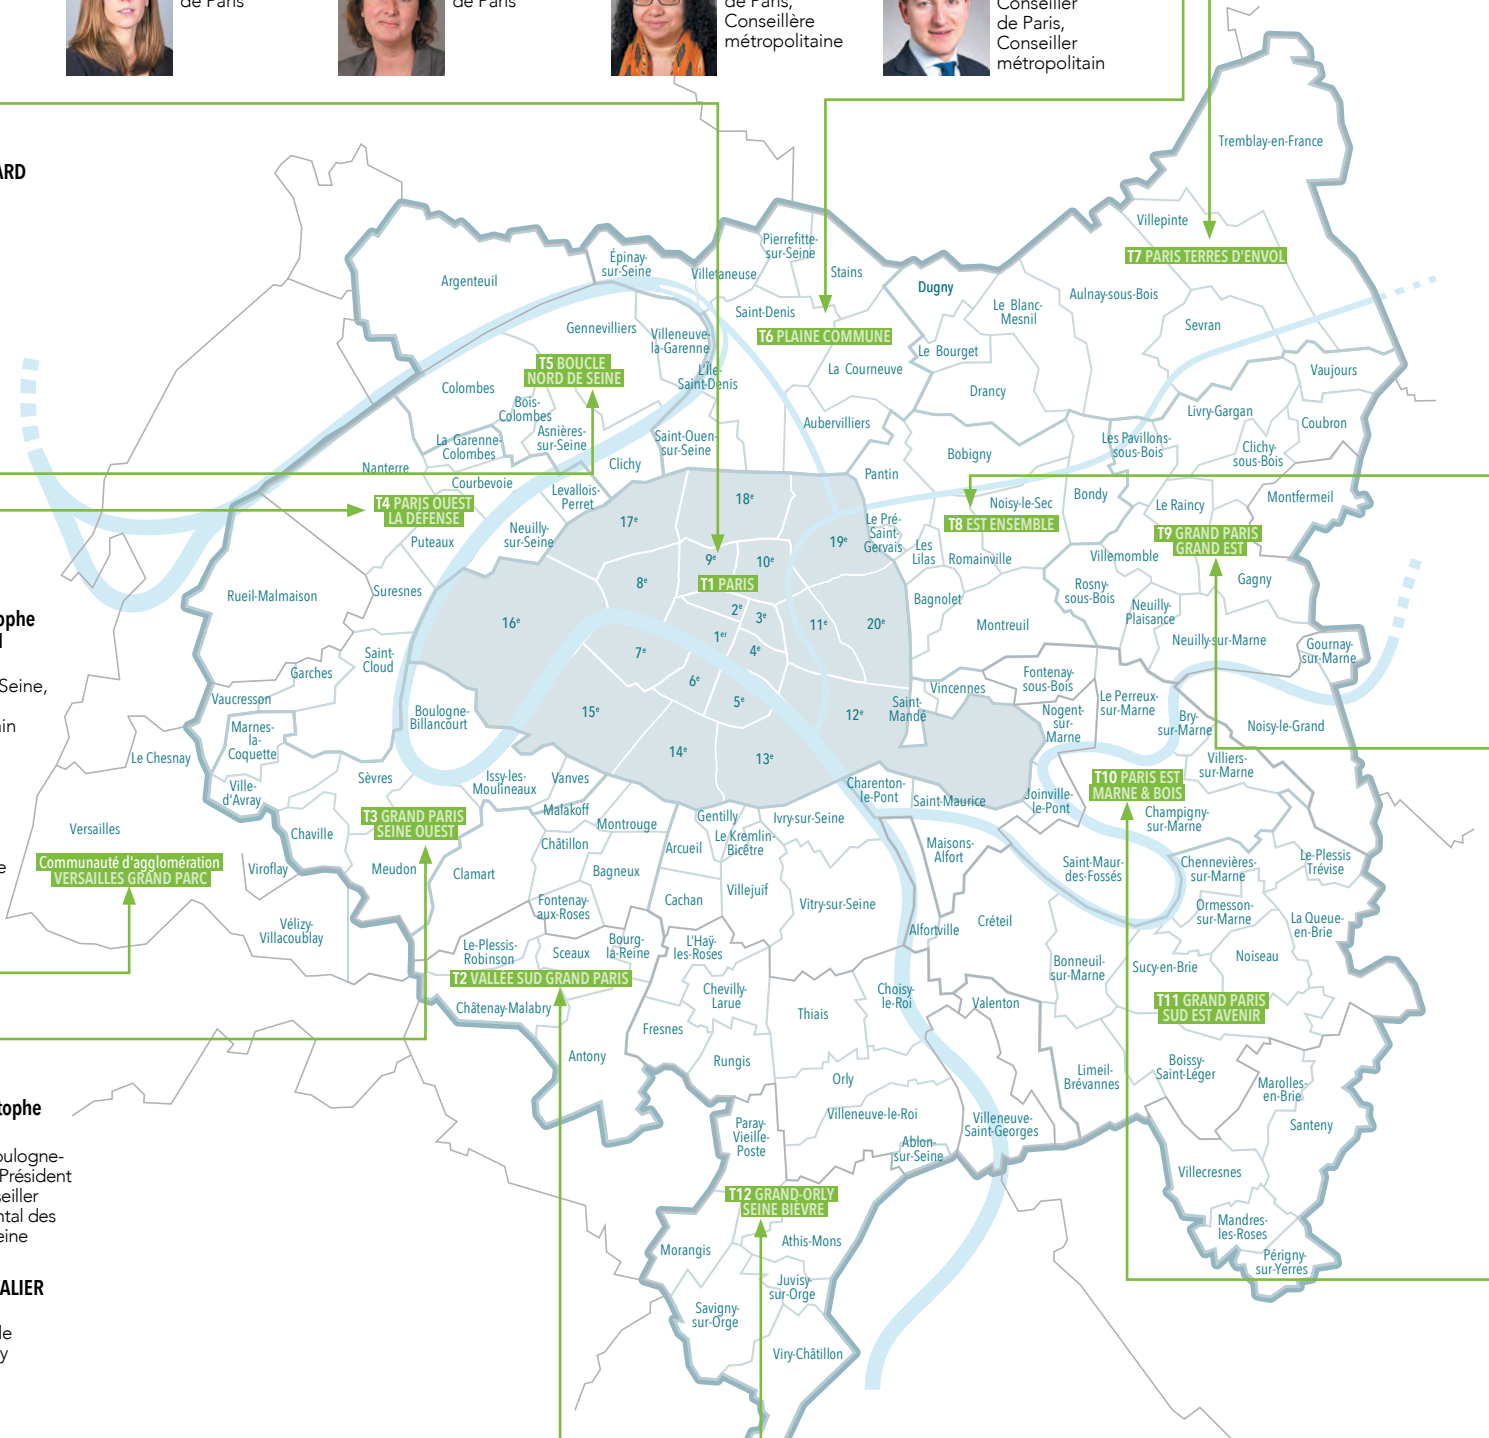 de Paris
de Paris
de Paris,
Conseillère
métropolitaine
Conseiller
de Paris,
Conseiller
métropolitain
ARD
ophe
Seine,
in
e
tophe
oulogne-
Président
seiller
ntal des
eine
ALIER
le
y
Tremblay-en-France
Villepinte
T7 PARIS TERRES D'ENVOL
Pierrefitte-
sur-Seine
Épinay-
sur-Seine
Villetaneuse
Stains
Argenteuil
Dugny
Aulnay-sous-Bois
Le Blanc-
Mesnil
Saint-Denis
Sevran
Gennevilliers
Villeneuve-
la-Garenne
T6 PLAINE COMMUNE
Le Bourget
T5 BOUCLE
NORD DE SEINE
L'Île-
Saint-Denis
La Courneuve
Vaujours
Colombes
Drancy
Bois-
Colombes
Livry-Gargan
Coubron
Aubervilliers
Asnières-
sur-Seine
La Garenne-
Colombes
Saint-Ouen-
sur-Seine
Les Pavillons-
sous-Bois
Clichy-
sous-Bois
Bobigny
Nanterre
Clichy
Pantin
Courbevoie
Levallois-
Perret
Bondy
Montfermeil
T4 PARIS OUEST
LA DÉFENSE
18e
Noisy-le-Sec
Le Raincy
17e
Neuilly-
sur-Seine
Le Pré-
Saint-
Gervais
T8 EST ENSEMBLE
T9 GRAND PARIS
GRAND EST
Puteaux
19e
9e
10e
Les
Lilas
Romainville
Villemomble
8e
T1 PARIS
Rueil-Malmaison
Suresnes
Rosny-
sous-Bois
Gagny
2e
3e
Bagnolet
Neuilly-
Plaisance
16e
11e
20e
Montreuil
1er
4e
7e
Neuilly-sur-Marne
Gournay-
sur-Marne
Saint-
Cloud
Garches
6e
Fontenay-
sous-Bois
Vincennes
Vaucresson
5e
Saint-
Mandé
Le Perreux-
sur-Marne
15e
12e
Boulogne-
Billancourt
Nogent-
sur-
Marne
Bry-
sur-Marne
Noisy-le-Grand
Marnes-
la-
Coquette
14e
13e
Le Chesnay
Villiers-
sur-Marne
Sèvres
Issy-les-
Moulineaux
Vanves
T10 PARIS EST
MARNE & BOIS
Ville-
d'Avray
Charenton-
le-Pont
Saint-Maurice
Joinville-
le-Pont
Malakoff
Montrouge
Gentilly
Ivry-sur-Seine
Champigny-
sur-Marne
T3 GRAND PARIS
SEINE OUEST
Versailles
Chaville
Châtillon
Arcueil
Le Kremlin-
Bicêtre
Maisons-
Alfort
Saint-Maur-
des-Fossés
Chennevières-
sur-Marne
Le-Plessis
Trévise
Communauté d'agglomération
VERSAILLES GRAND PARC
Viroflay
Meudon
Clamart
Bagneux
Villejuif
Fontenay-
aux-Roses
Cachan
Vitry-sur-Seine
Ormesson-
sur-Marne
La Queue-
en-Brie
Vélizy-
Villacoublay
Alfortville
Créteil
Le-Plessis-
Robinson
Sceaux
Bourg-
la-Reine
L'Haÿ-
les-Roses
Noiseau
Bonneuil-
sur-Marne
Sucy-en-Brie
T2 VALLÉE SUD GRAND PARIS
Chevilly-
Larue
Choisy-
le-Roi
Valenton
T11 GRAND PARIS
SUD EST AVENIR
Châtenay-Malabry
Thiais
Fresnes
Antony
Rungis
Orly
Limeil-
Brévannes
Boissy-
Saint-Léger
Marolles-
en-Brie
Villeneuve-le-Roi
Villeneuve-
Saint-Georges
Santeny
Paray-
Vieille-
Poste
Ablon-
sur-Seine
Villecresnes
T12 GRAND-ORLY
SEINE BIÈVRE
Mandres-
les-Roses
Morangis
Athis-Mons
Périgny-
sur-Yerres
Juvisy-
sur-Orge
Savigny-
sur-Orge
Viry-Châtillon